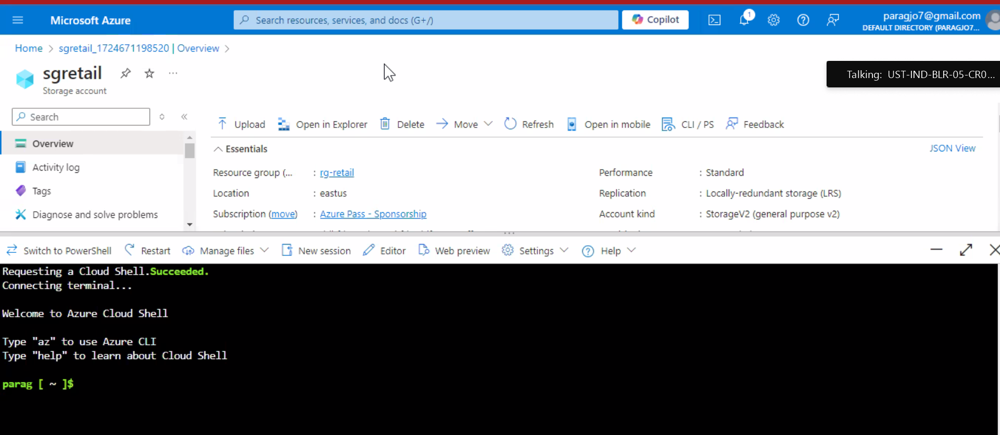 Microsoft Azure
Search resources, services, and docs (G+/)
Copilot
1
paragjo7@gmail.com
DEFAULT DIRECTORY (PARAGJO7...
Home > sgretail_1724671198520 | Overview >
sgretail
Storage account
Talking: UST-IND-BLR-05-CR0...
Search
Upload
Open in Explorer
Delete
Move
Refresh
Open in mobile
CLI / PS
Feedback
Overview
Activity log
Tags
Diagnose and solve problems
Essentials
JSON View
Resource group (... : rg-retail
Location : eastus
Subscription (move) : Azure Pass - Sponsorship
Performance : Standard
Replication : Locally-redundant storage (LRS)
Account kind : StorageV2 (general purpose v2)
Switch to PowerShell
Restart
Manage files
New session
Editor
Web preview
Settings
Help
Requesting a Cloud Shell.Succeeded.
Connecting terminal...
Welcome to Azure Cloud Shell
Type "az" to use Azure CLI
Type "help" to learn about Cloud Shell
parag [ ~ ]$